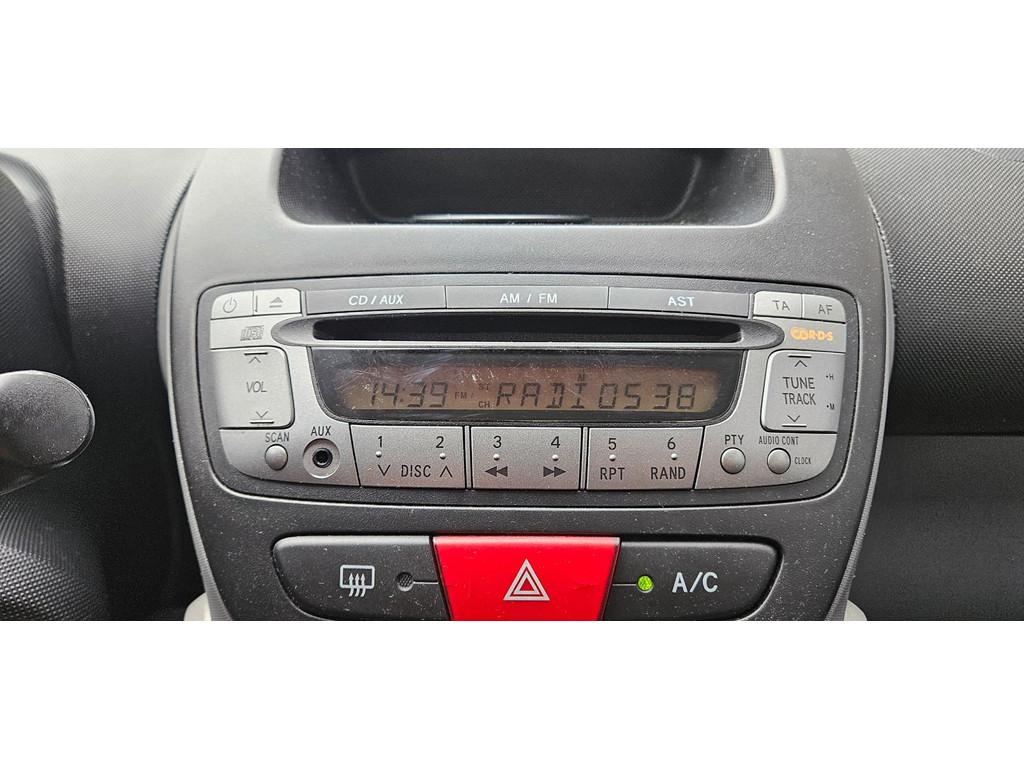 CD / AUX AM / FM AST TA AF
COR·D·S
14:39 FM / CH ST M RADIO538
VOL TUNE TRACK H M
SCAN AUX 1 2 3 4 5 6 PTY AUDIO CONT
DISC RPT RAND CLOCK
A/C